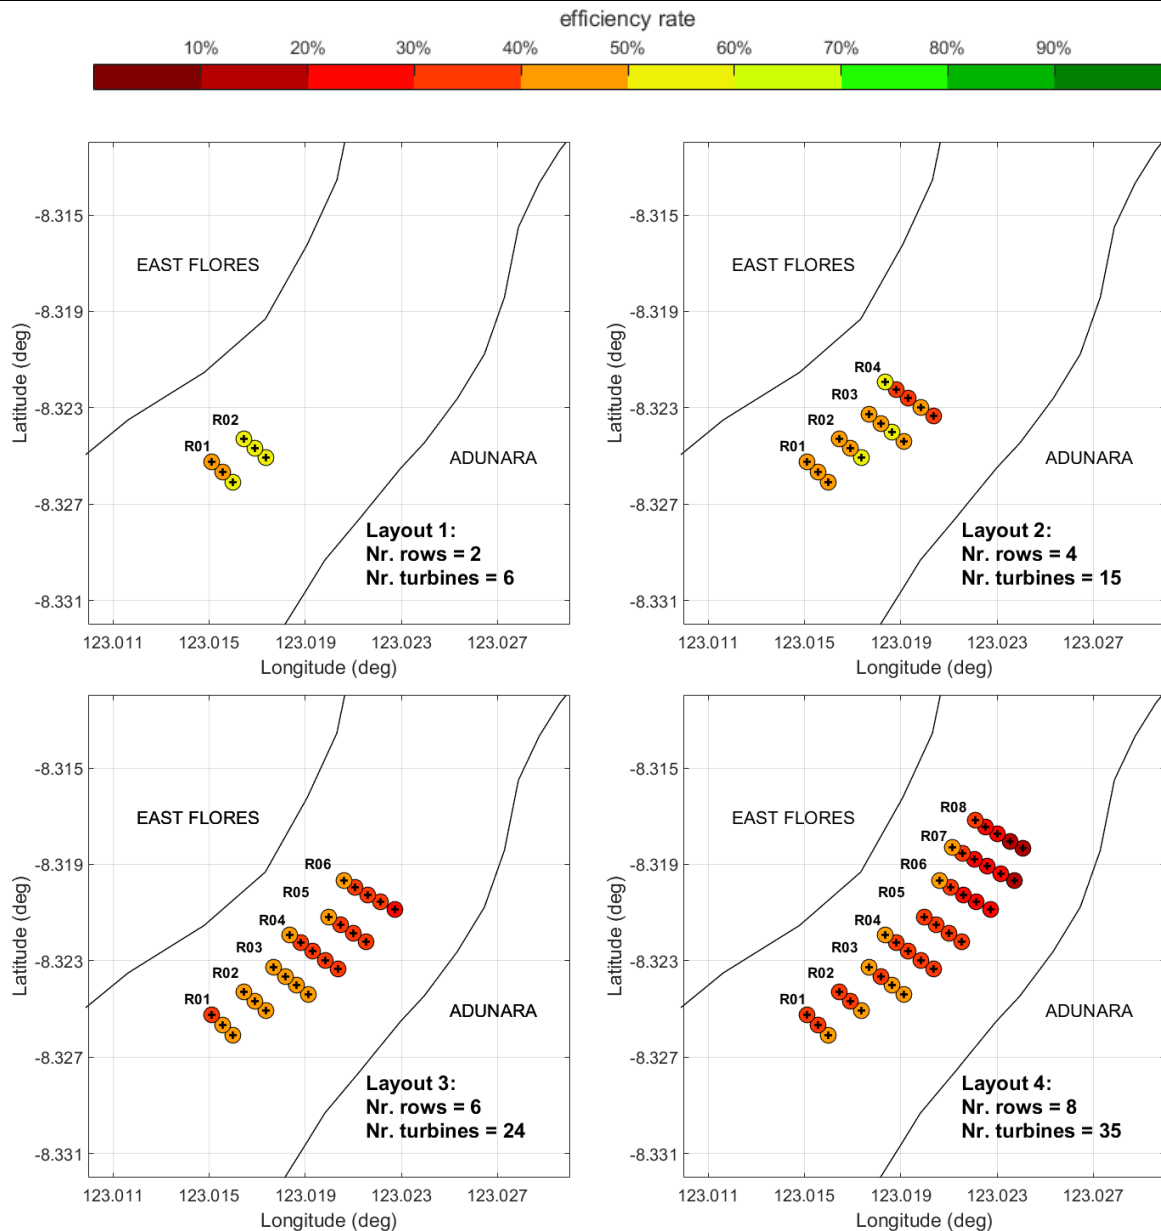 efficiency rate
10% 20% 30% 40% 50% 60% 70% 80% 90%
-8.315
EAST FLORES
-8.319
Latitude (deg)
-8.323
R02
R01
ADUNARA
-8.327
Layout 1:
Nr. rows = 2
Nr. turbines = 6
-8.331
123.011 123.015 123.019 123.023 123.027
Longitude (deg)
-8.315
EAST FLORES
-8.319
Latitude (deg)
R04
R03
-8.323
R02
R01
ADUNARA
-8.327
Layout 2:
Nr. rows = 4
Nr. turbines = 15
-8.331
123.011 123.015 123.019 123.023 123.027
Longitude (deg)
-8.315
EAST FLORES
-8.319
R06
Latitude (deg)
R05
R04
R03
-8.323
R02
R01
ADUNARA
-8.327
Layout 3:
Nr. rows = 6
Nr. turbines = 24
-8.331
123.011 123.015 123.019 123.023 123.027
Longitude (deg)
-8.315
R08
EAST FLORES
R07
-8.319
R06
Latitude (deg)
R05
R04
R03
-8.323
R02
R01
ADUNARA
-8.327
Layout 4:
Nr. rows = 8
Nr. turbines = 35
-8.331
123.011 123.015 123.019 123.023 123.027
Longitude (deg)